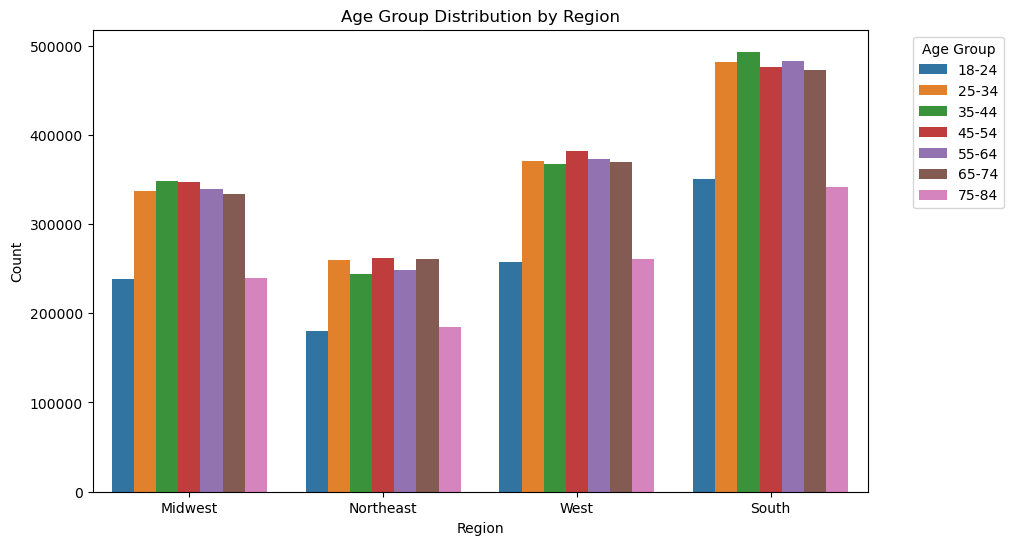 Age Group Distribution by Region
500000
400000
300000
200000
100000
0
Count
Midwest
Northeast
West
South
Region
Age Group
18-24
25-34
35-44
45-54
55-64
65-74
75-84